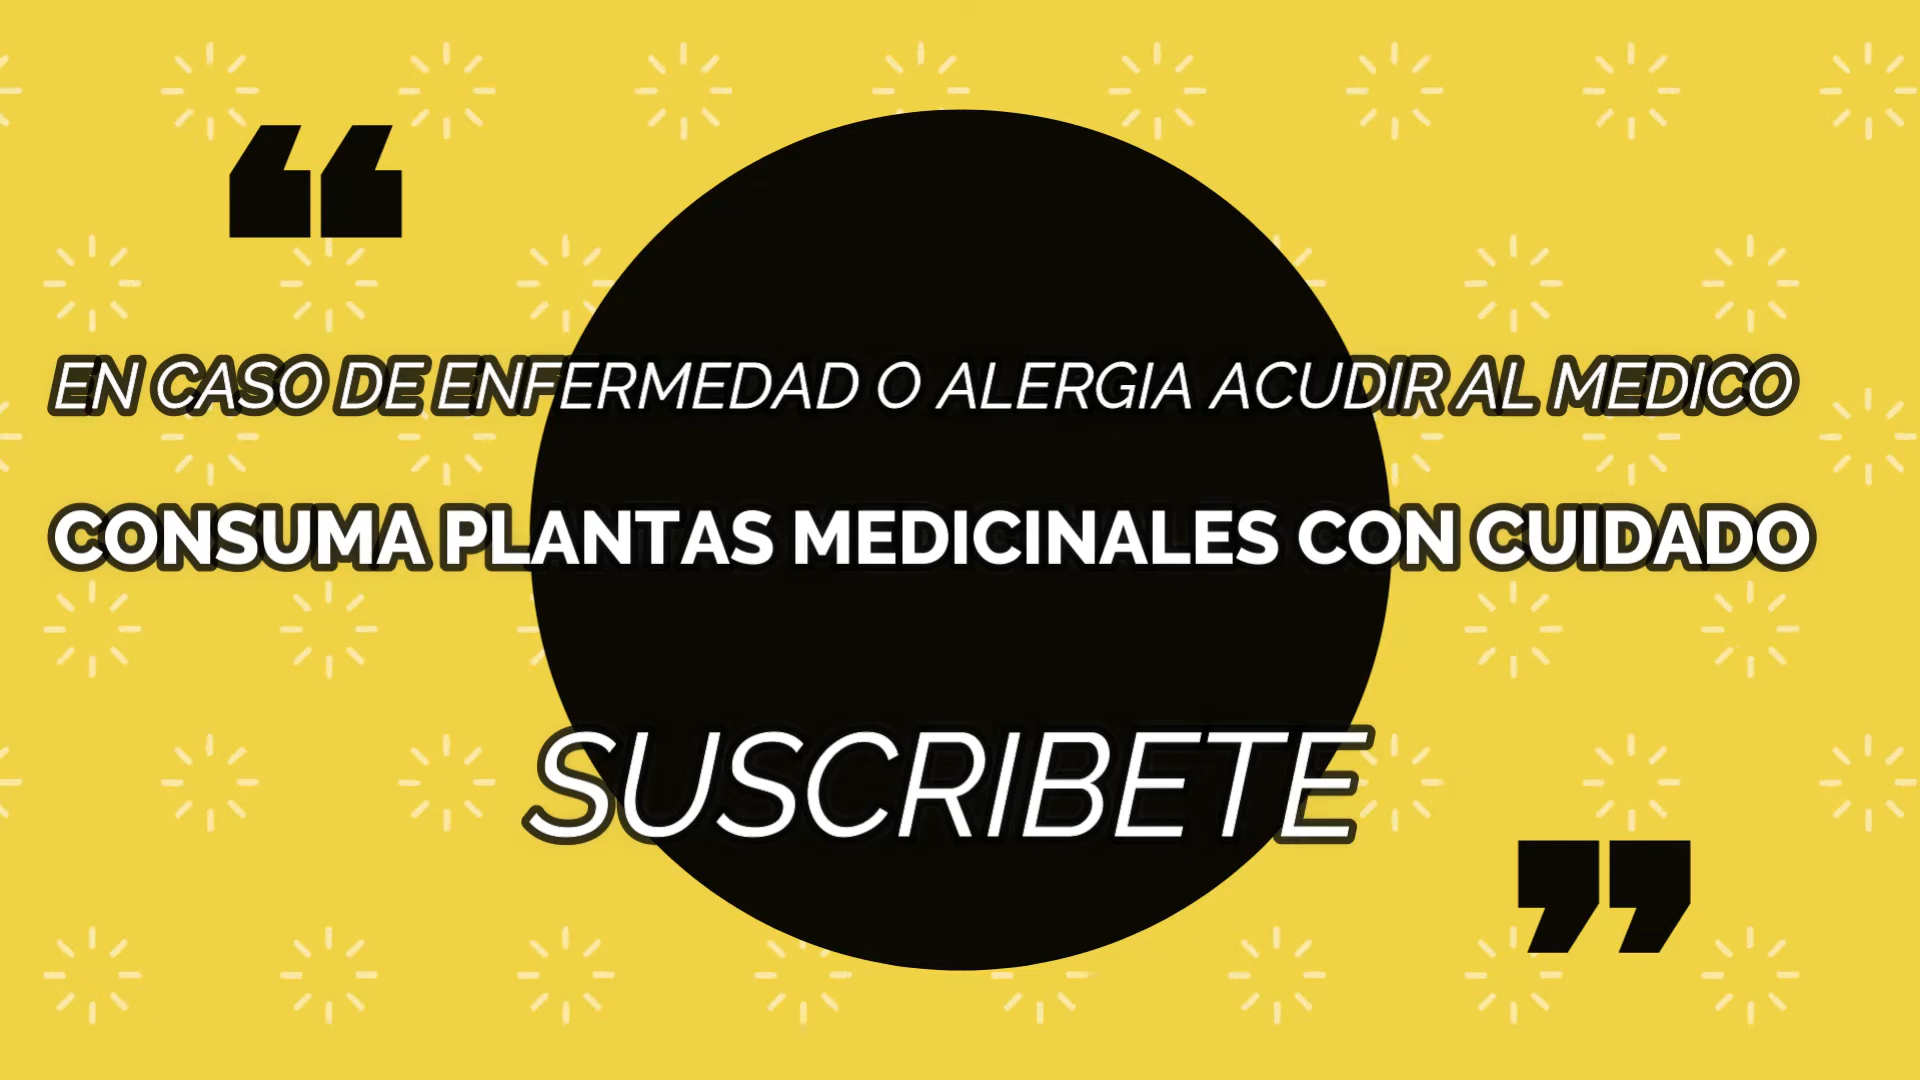 EN CASO DE ENFERMEDAD O ALERGIA ACUDIR AL MEDICO
CONSUMA PLANTAS MEDICINALES CON CUIDADO
SUSCRIBETE